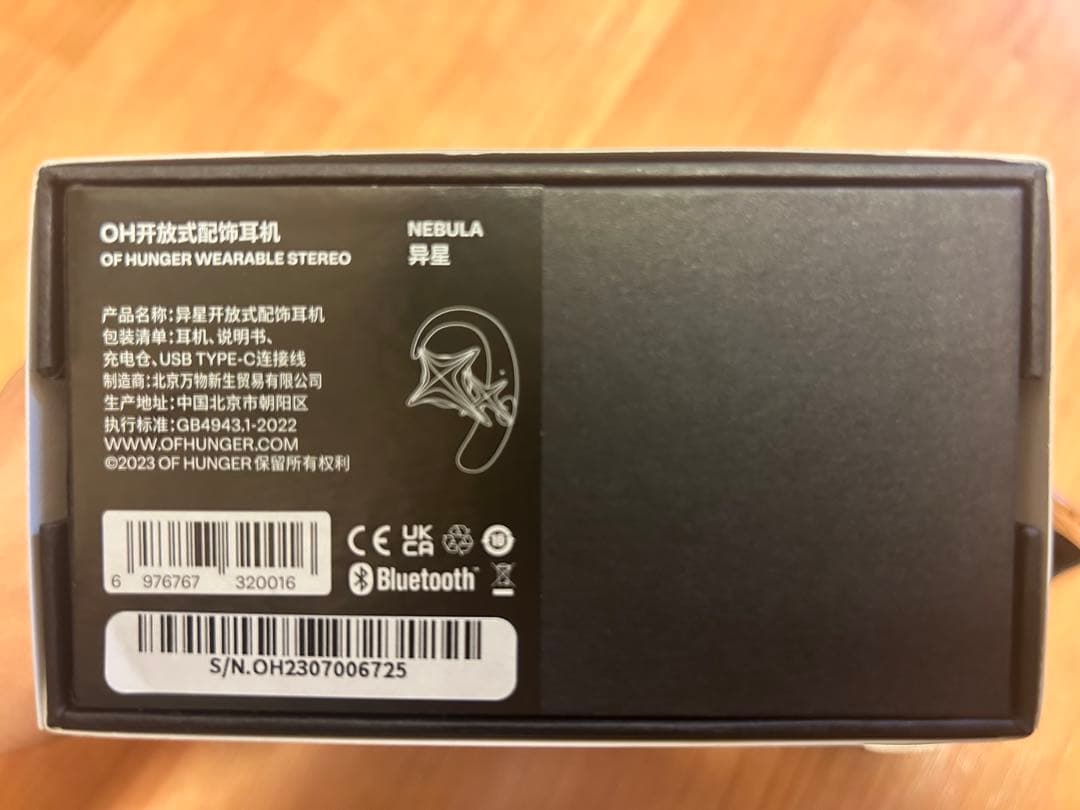 OH开放式配饰耳机
OF HUNGER WEARABLE STEREO
NEBULA
异星
产品名称:异星开放式配饰耳机
包装清单:耳机、说明书、
充电仓、USB TYPE-C连接线
制造商:北京万物新生贸易有限公司
生产地址:中国北京市朝阳区
执行标准:GB4943.1-2022
WWW.OFHUNGER.COM
©2023 OF HUNGER 保留所有权利
CE UKCA 10
Bluetooth™
6 976767 320016
S/N.OH2307006725